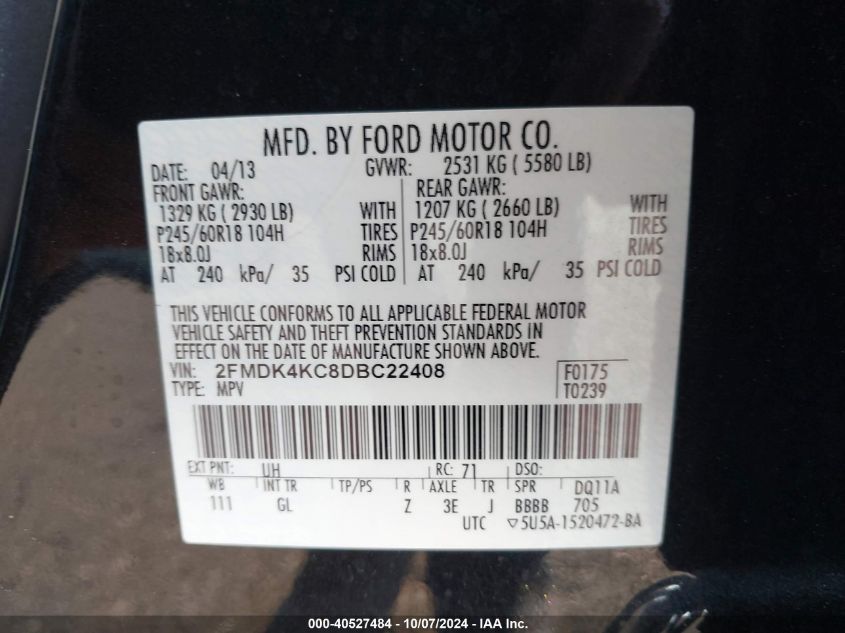 MFD. BY FORD MOTOR CO.
DATE: 04/13 GVWR: 2531 KG ( 5580 LB)
FRONT GAWR: REAR GAWR:
1329 KG ( 2930 LB) WITH 1207 KG ( 2660 LB) WITH
P245/60R18 104H TIRES P245/60R18 104H TIRES
18x8.0J RIMS 18x8.0J RIMS
AT 240 kPa/ 35 PSI COLD AT 240 kPa/ 35 PSI COLD
THIS VEHICLE CONFORMS TO ALL APPLICABLE FEDERAL MOTOR
VEHICLE SAFETY AND THEFT PREVENTION STANDARDS IN
EFFECT ON THE DATE OF MANUFACTURE SHOWN ABOVE.
VIN: 2FMDK4KC8DBC22408 F0175
TYPE: MPV T0239
EXT PNT: UH RC: 71 DSO:
WB INT TR TP/PS R AXLE TR SPR DQ11A
111 GL Z 3E J BBBB 705
UTC ▽5U5A-1520472-BA
000-40527484 - 10/07/2024 - IAA Inc.